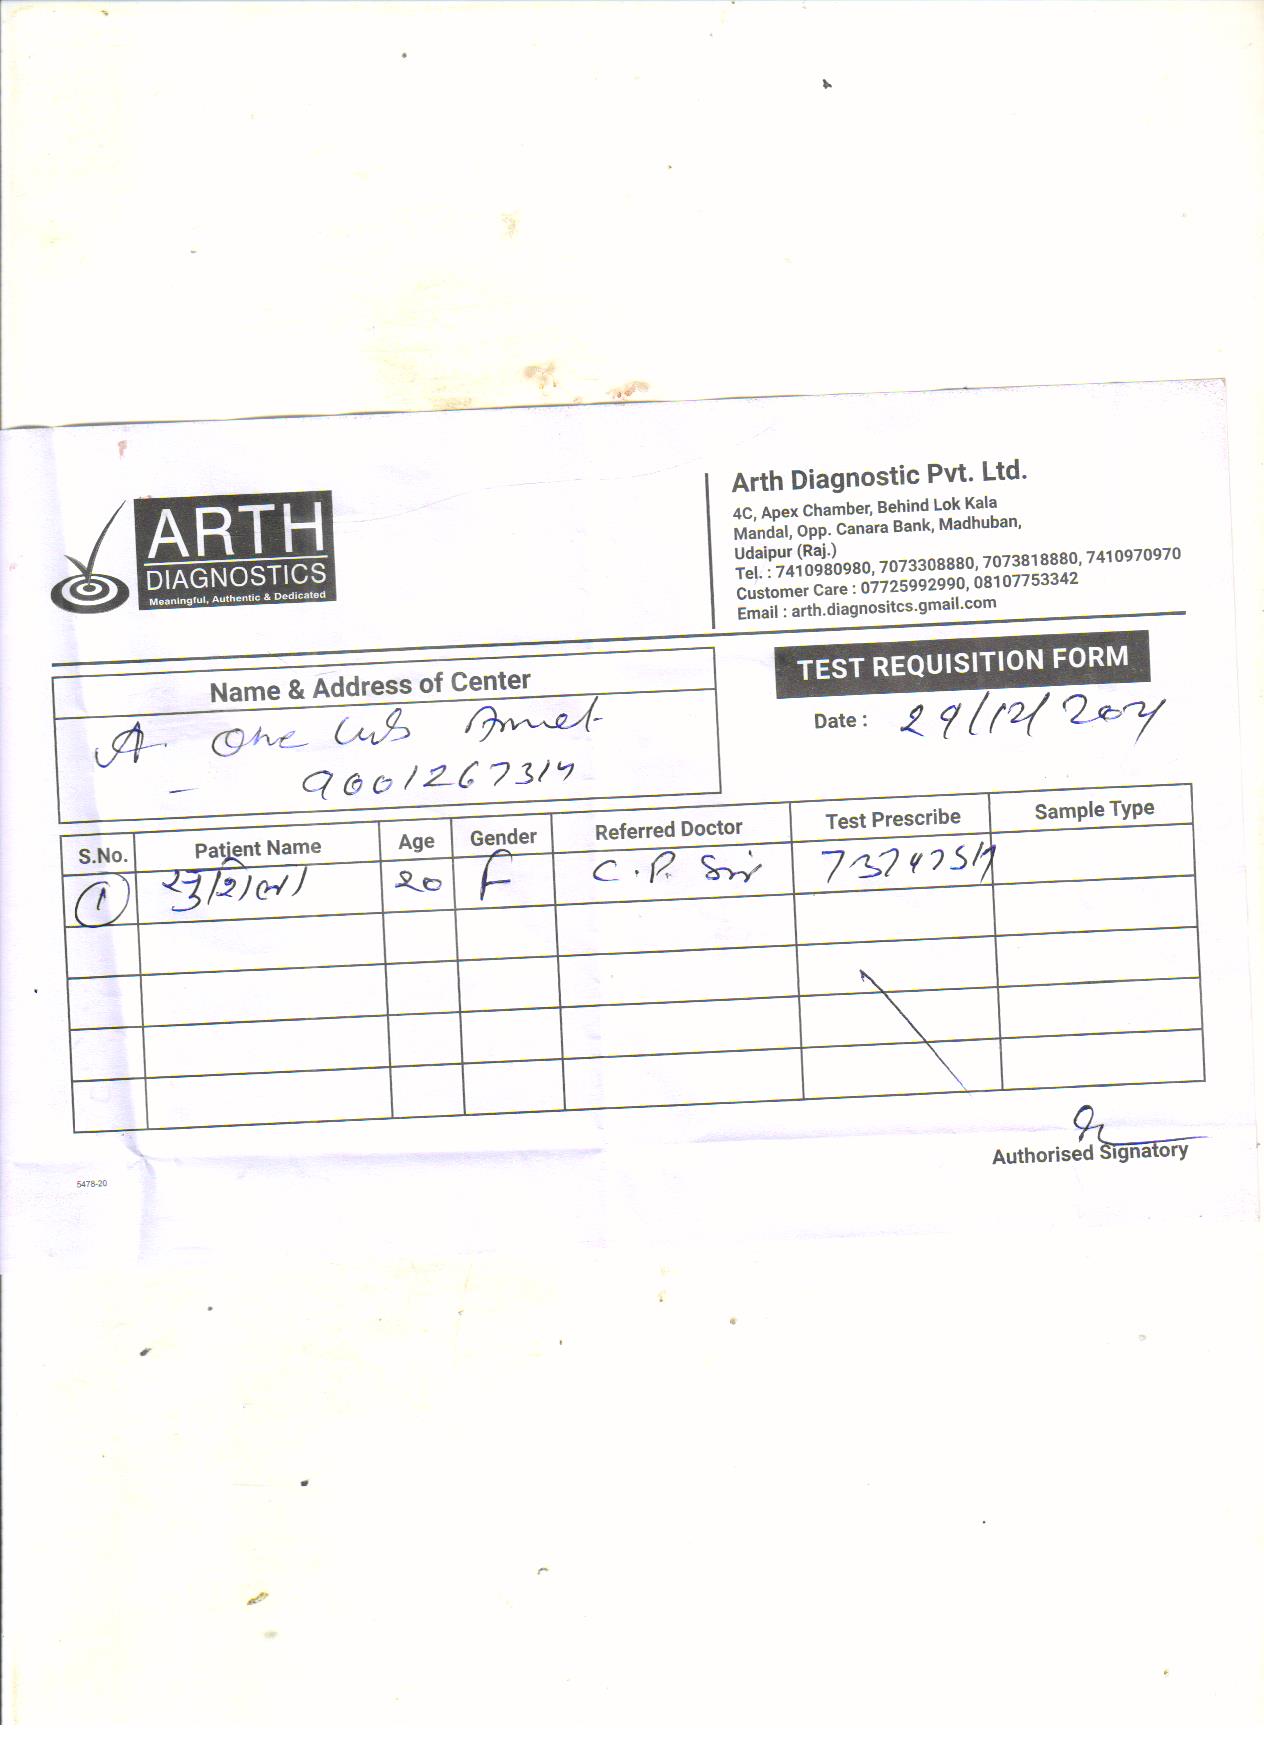 ARTH
DIAGNOSTICS
Meaningful, Authentic & Dedicated
Arth Diagnostic Pvt. Ltd.
4C, Apex Chamber, Behind Lok Kala
Mandal, Opp. Canara Bank, Madhuban,
Udaipur (Raj.)
Tel. : 7410980980, 7073308880, 7073818880, 7410970970
Customer Care : 07725992990, 08107753342
Email : arth.diagnositcs.gmail.com
Name & Address of Center
A. One Amet
TEST REQUISITION FORM
Date : 29/12/
S.No. Patient Name Age Gender Referred Doctor Test Prescribe Sample Type
1 20 F C.P. Sir
Authorised Signatory
5478-20